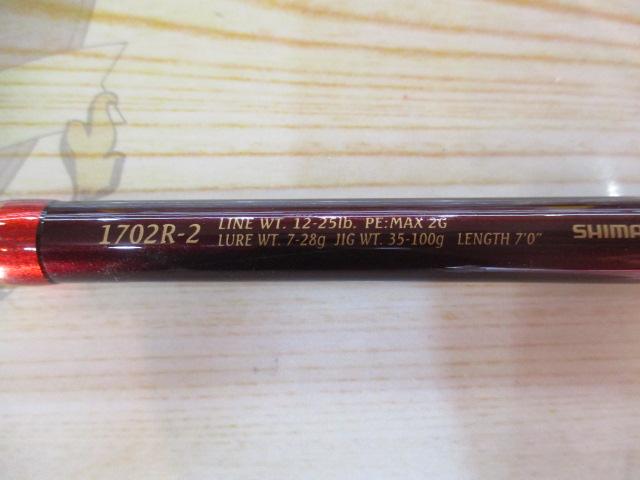 1702R-2
LINE WT. 12-25lb. PE:MAX 2G
LURE WT. 7-28g JIG WT. 35-100g LENGTH 7'0"
SHIMA